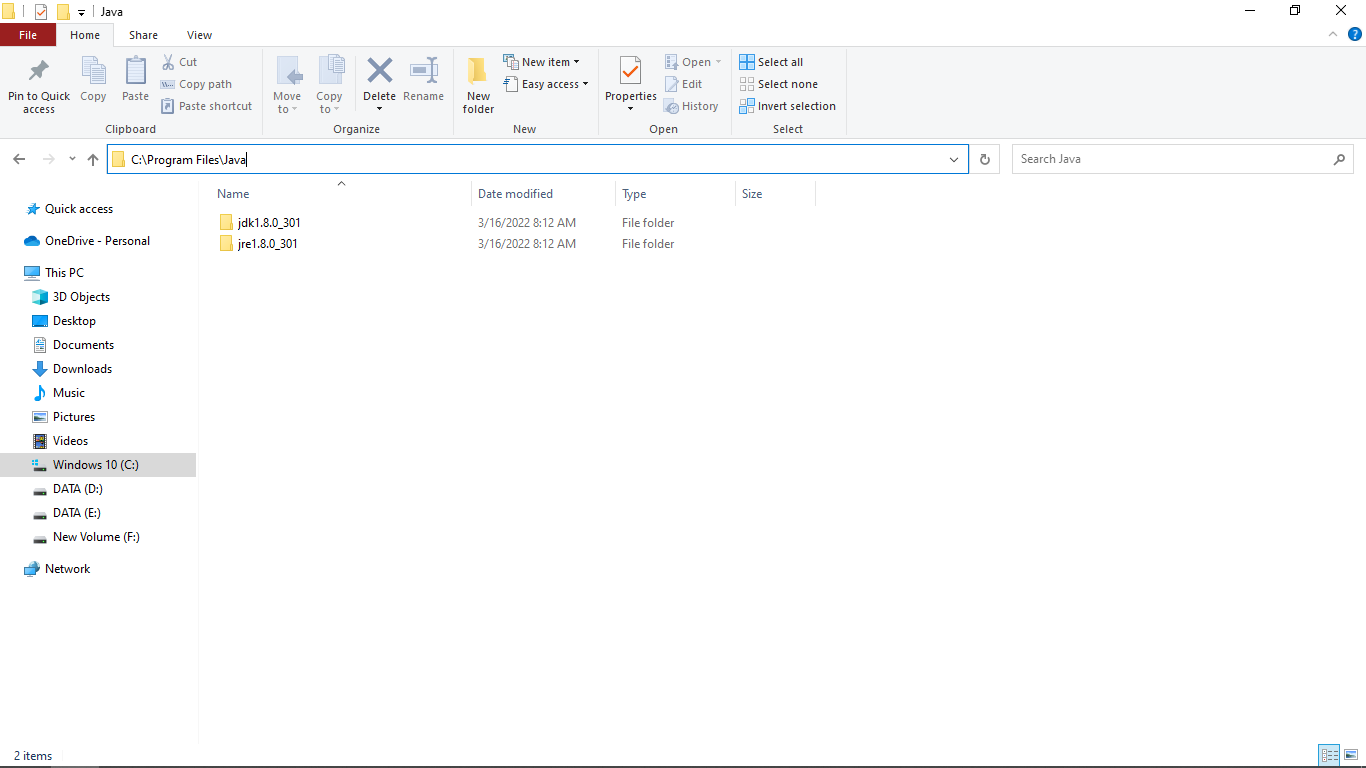 Java
File Home Share View
Pin to Quick access
Copy
Paste
Cut
Copy path
Paste shortcut
Clipboard
Move to
Copy to
Delete
Rename
Organize
New folder
New item
Easy access
New
Properties
Open
Edit
History
Open
Select all
Select none
Invert selection
Select
C:\Program Files\Java
Search Java
Name Date modified Type Size
jdk1.8.0_301 3/16/2022 8:12 AM File folder
jre1.8.0_301 3/16/2022 8:12 AM File folder
Quick access
OneDrive - Personal
This PC
3D Objects
Desktop
Documents
Downloads
Music
Pictures
Videos
Windows 10 (C:)
DATA (D:)
DATA (E:)
New Volume (F:)
Network
2 items